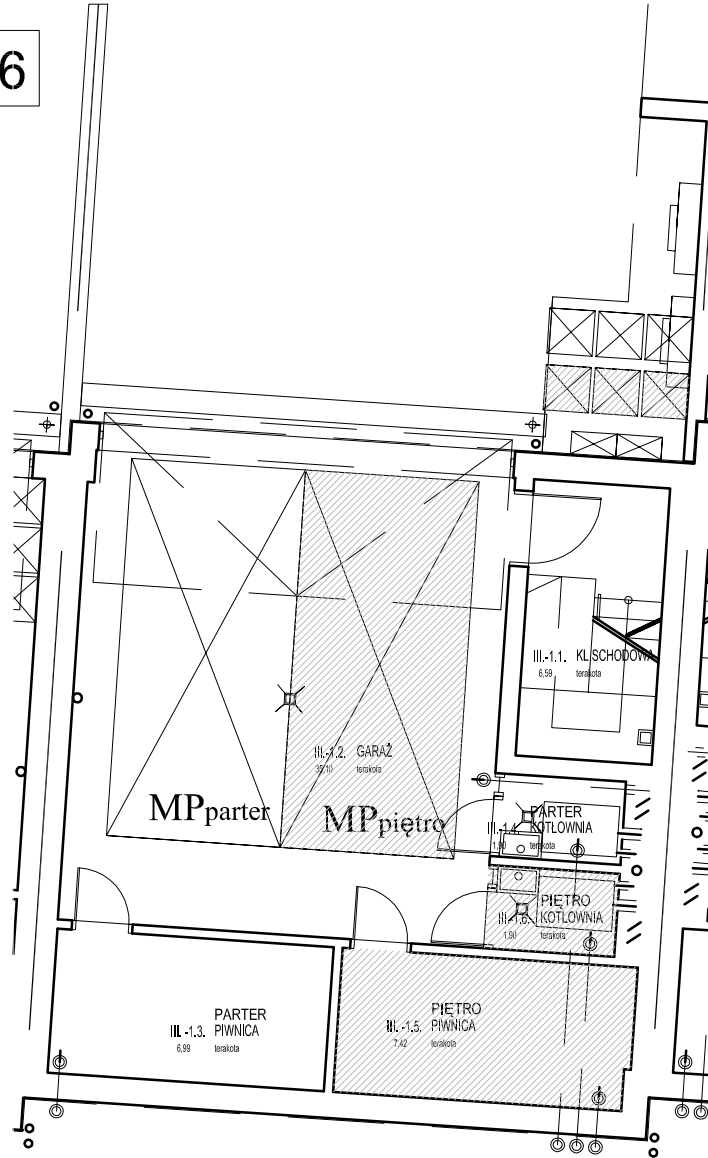 6
III.-1.1. KL.SCHODOWA
6,59 terakota
III.-1.2. GARAŻ
35,10 terakota
MPparter
MPpiętro
PARTER
III.-1.4. KOTŁOWNIA
1,90 terakota
PIĘTRO
III.-1.6. KOTŁOWNIA
1,90 terakota
PARTER
III.-1.3. PIWNICA
6,99 terakota
PIĘTRO
III.-1.5. PIWNICA
7,42 terakota